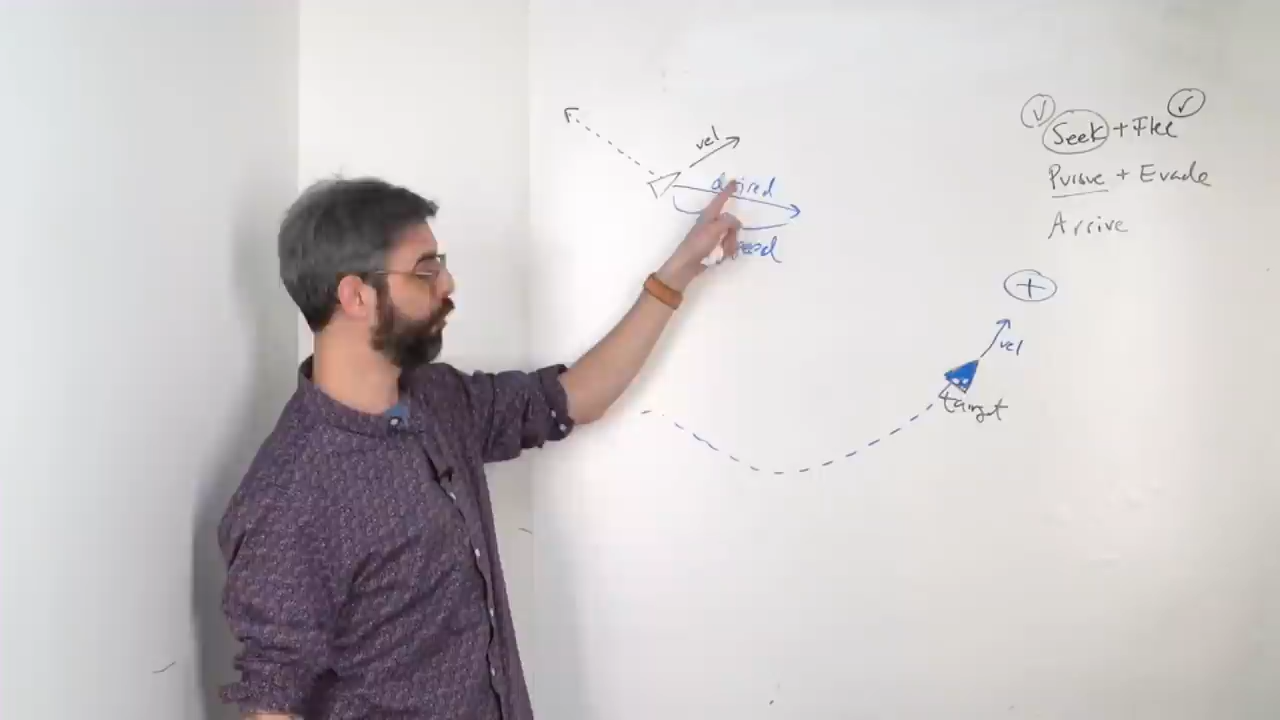 vel
desired
Seek + Flee
Pursue + Evade
Arrive
vel
target